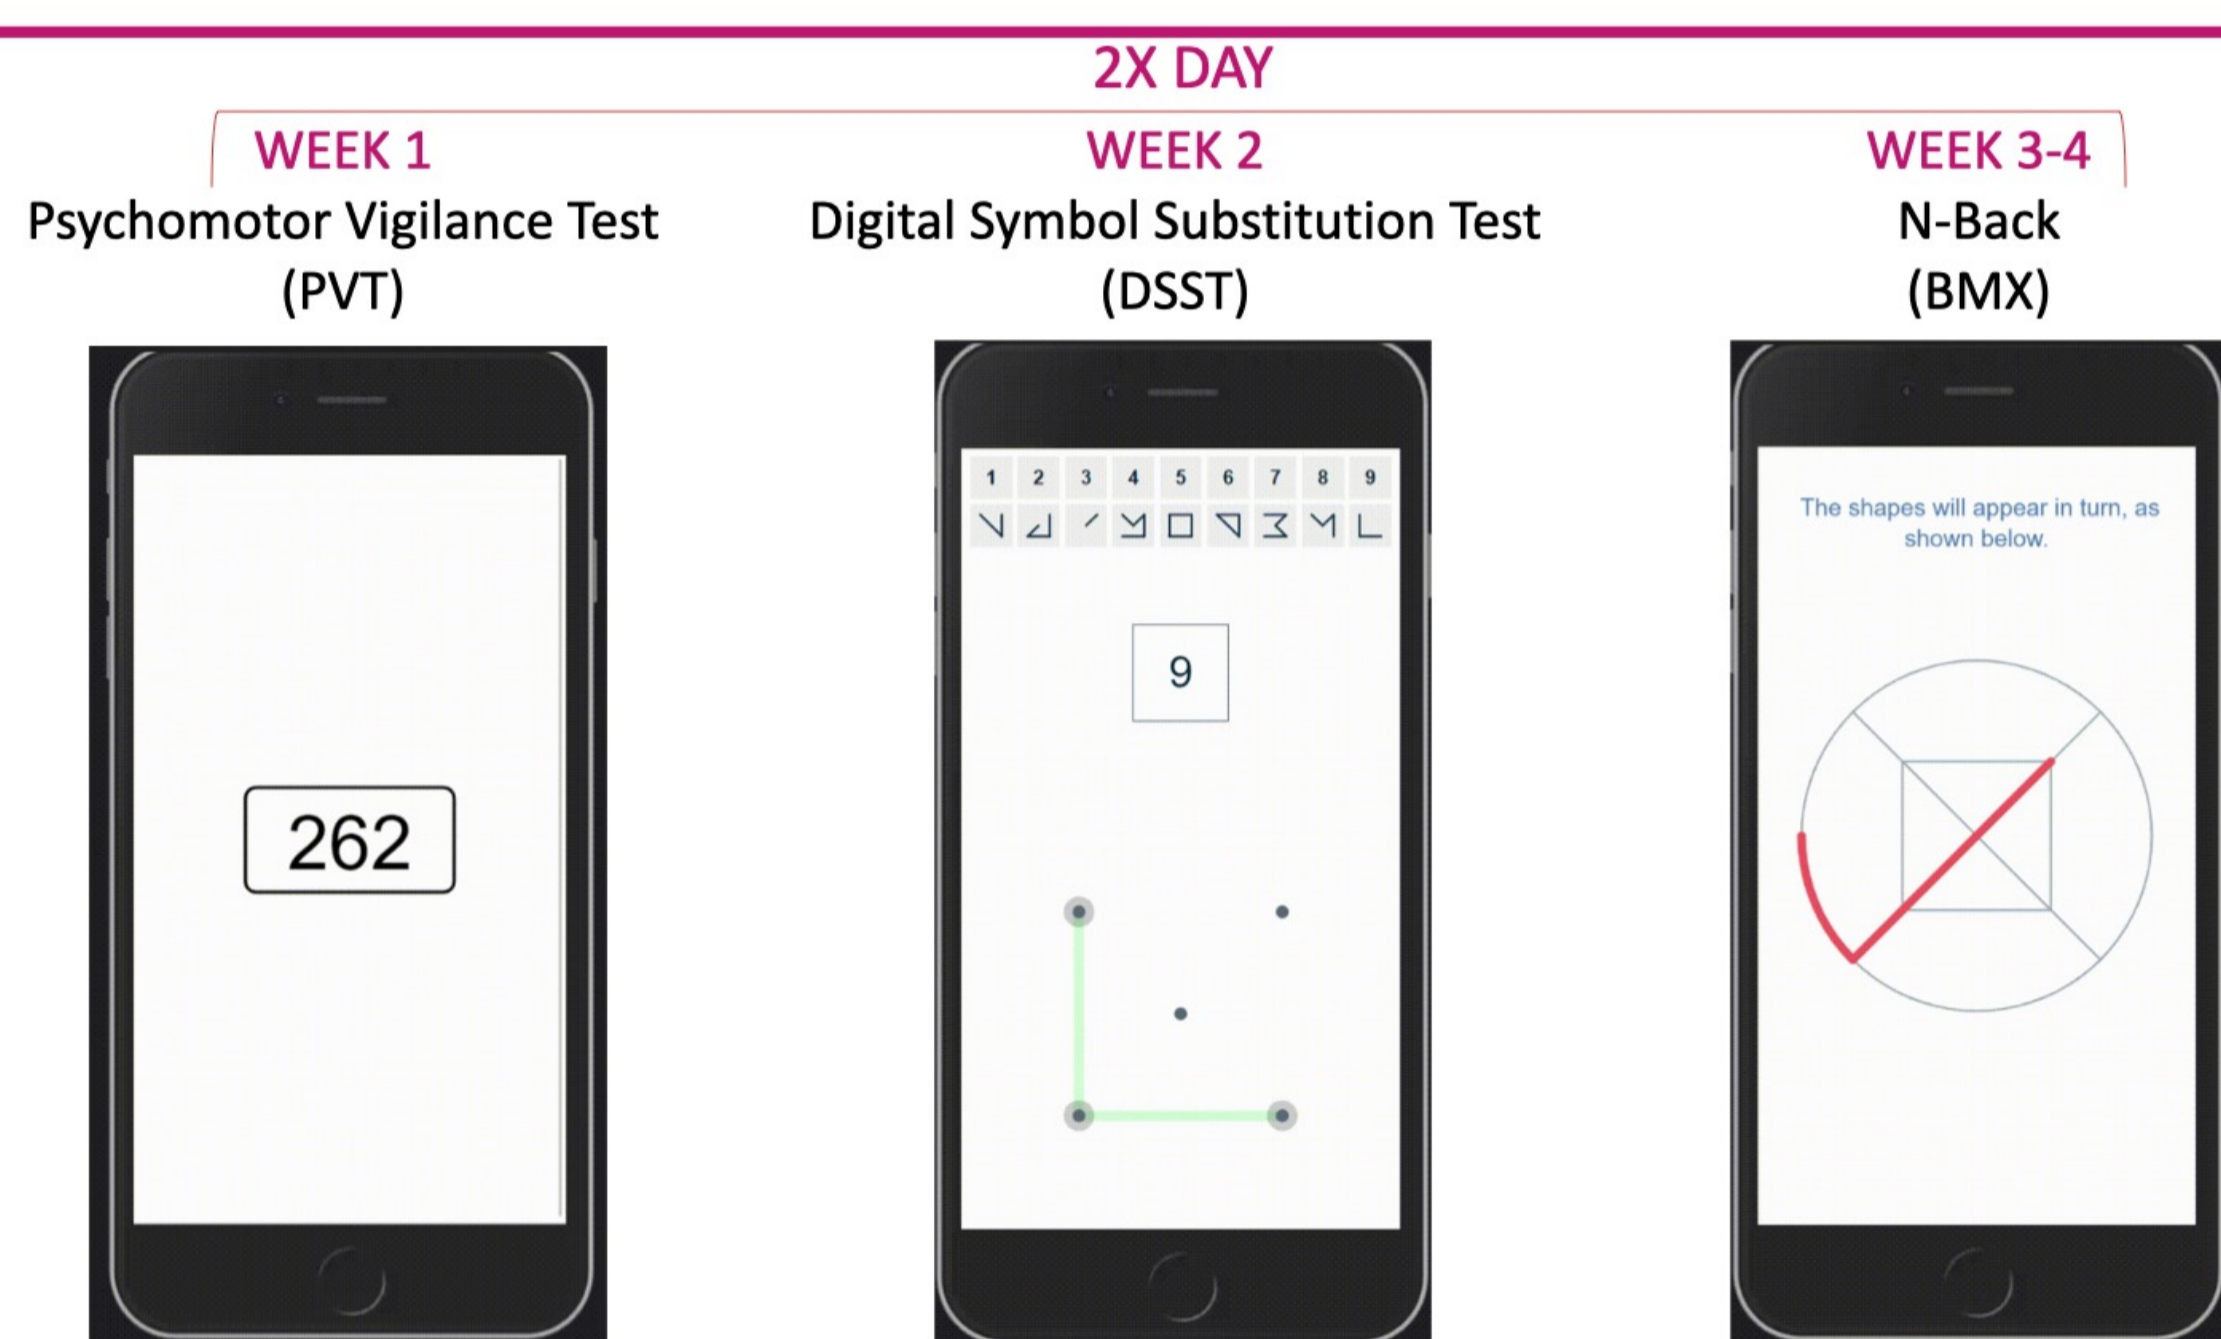 2X DAY
WEEK 1
Psychomotor Vigilance Test
(PVT)
262
WEEK 2
Digital Symbol Substitution Test
(DSST)
1 2 3 4 5 6 7 8 9
9
WEEK 3-4
N-Back
(BMX)
The shapes will appear in turn, as
shown below.